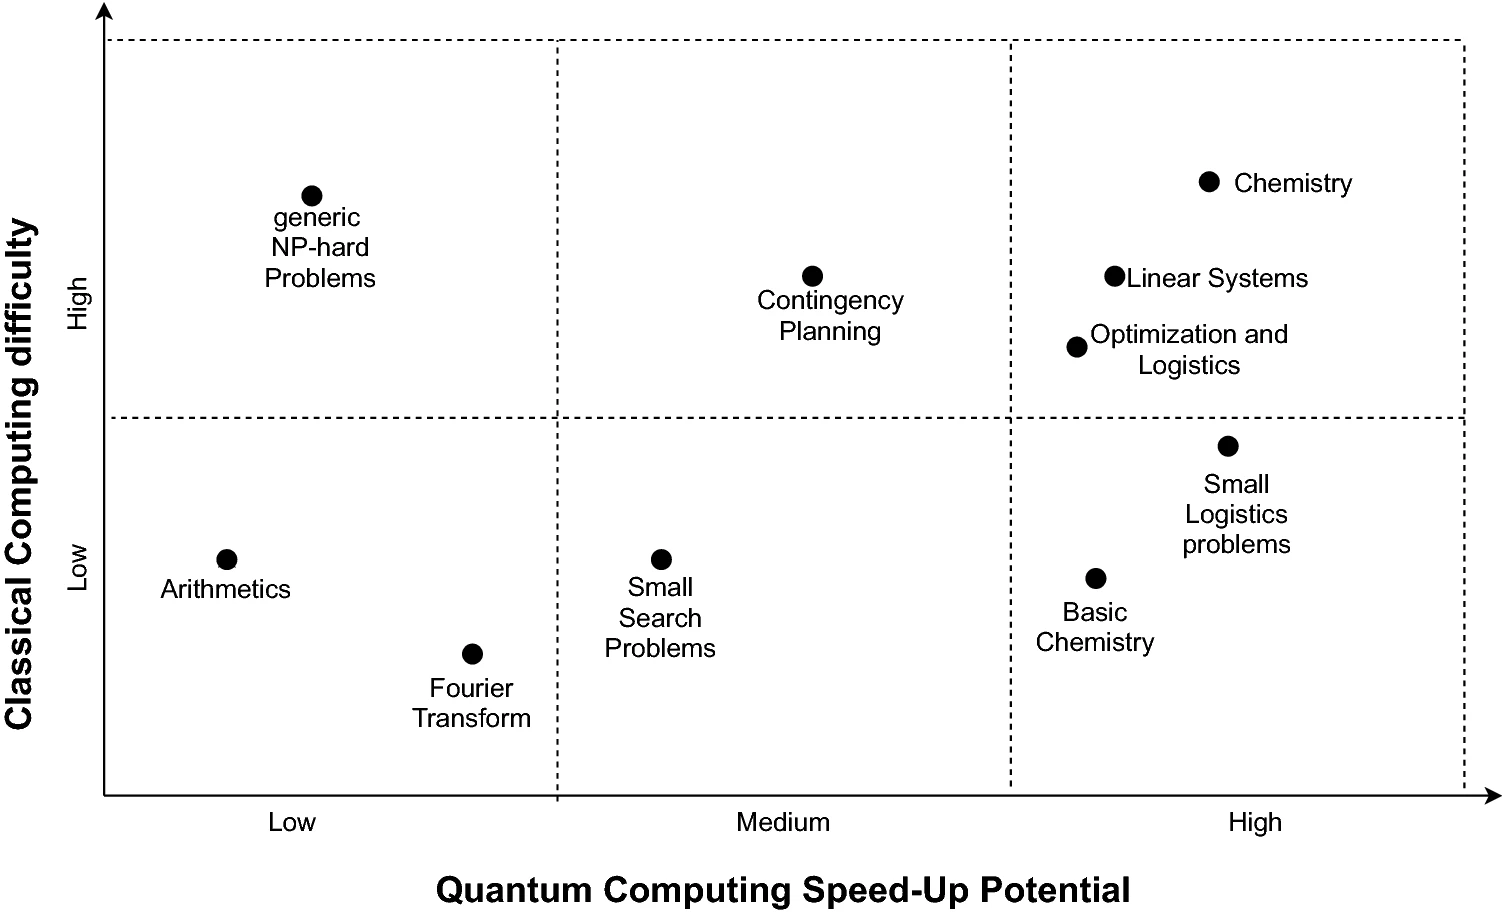 Classical Computing difficulty
High
Low
generic
NP-hard
Problems
Contingency
Planning
Chemistry
Linear Systems
Optimization and
Logistics
Arithmetics
Fourier
Transform
Small
Search
Problems
Small
Logistics
problems
Basic
Chemistry
Low
Medium
High
Quantum Computing Speed-Up Potential